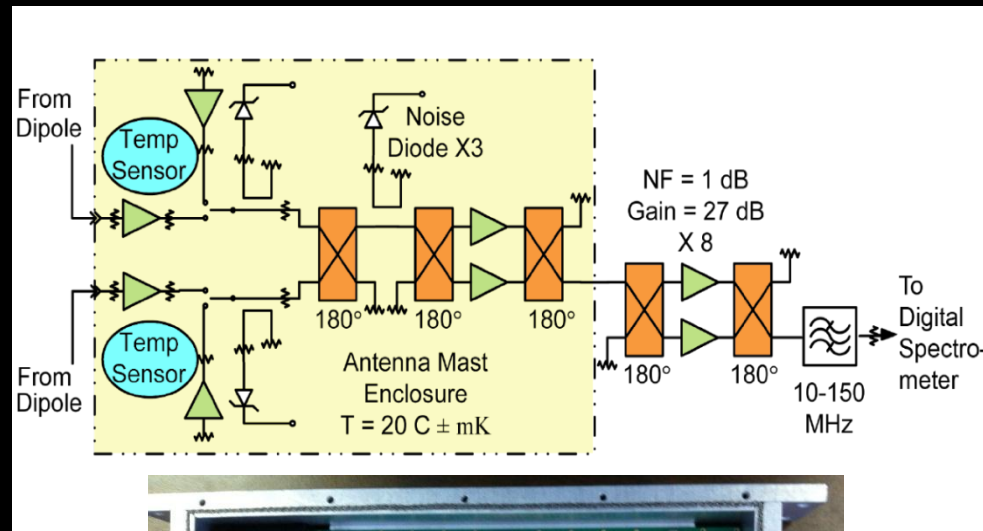 From
Dipole
Temp
Sensor
Noise
Diode X3
NF = 1 dB
Gain = 27 dB
X 8
180°
180°
180°
180°
180°
To
Digital
Spectro-
meter
10-150
MHz
Temp
Sensor
From
Dipole
Antenna Mast
Enclosure
T = 20 C ± mK